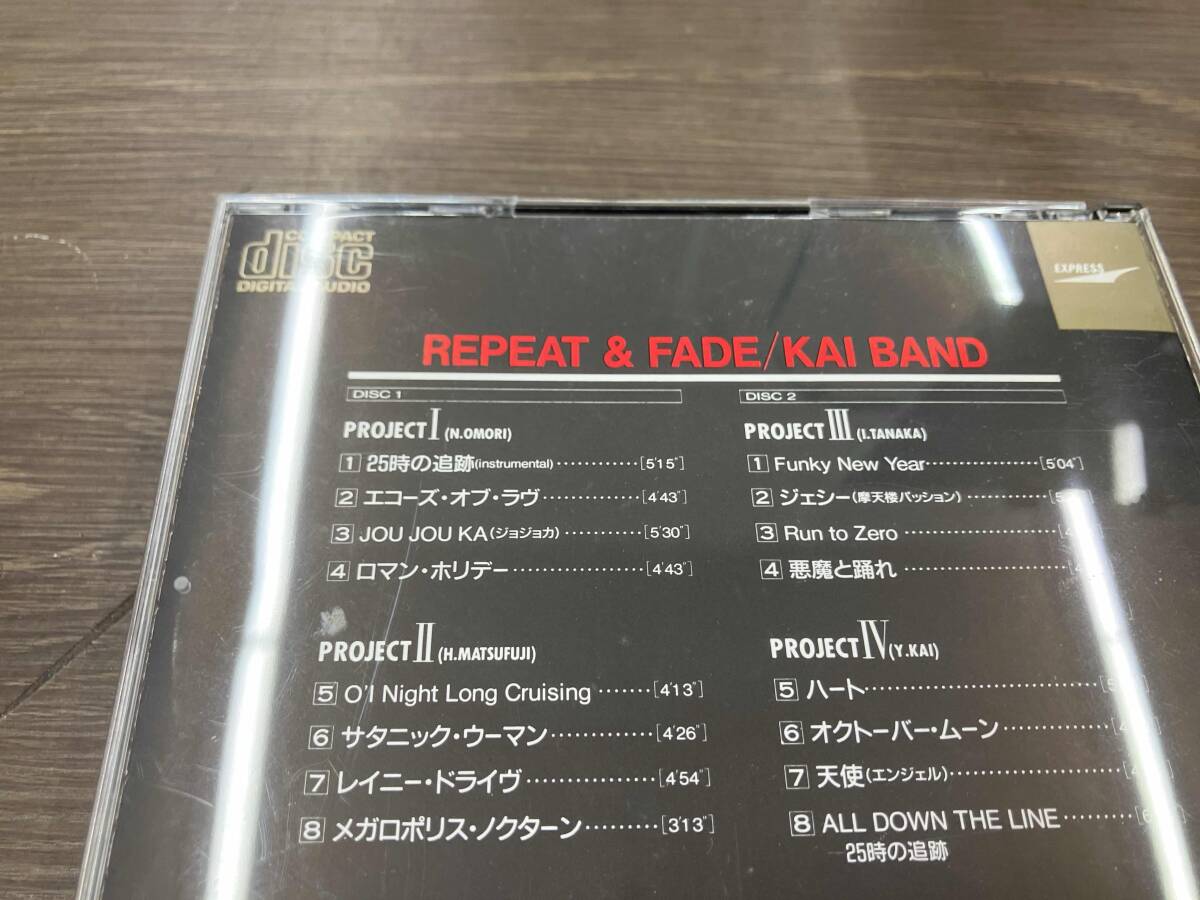 COMPACT
disc
DIGITAL AUDIO
EXPRESS
REPEAT & FADE/KAI BAND
DISC 1
PROJECT I (N.OMORI)
1 25時の追跡(instrumental)············[5'15"]
2 エコーズ・オブ・ラヴ··············[4'43"]
3 JOU JOU KA(ジョジョカ)···········[5'30"]
4 ロマン・ホリデー···················[4'43"]
PROJECT II (H.MATSUFUJI)
5 O'l Night Long Cruising ·······[4'13"]
6 サタニック・ウーマン·············[4'26"]
7 レイニー・ドライヴ················[4'54"]
8 メガロポリス・ノクターン·········[3'13"]
DISC 2
PROJECT III (I.TANAKA)
1 Funky New Year················[5'04"]
2 ジェシー(摩天楼パッション)············
3 Run to Zero ······················
4 悪魔と踊れ ······················
PROJECT IV (Y.KAI)
5 ハート······························
6 オクトーバー・ムーン···············
7 天使(エンジェル)······················
8 ALL DOWN THE LINE·········
25時の追跡